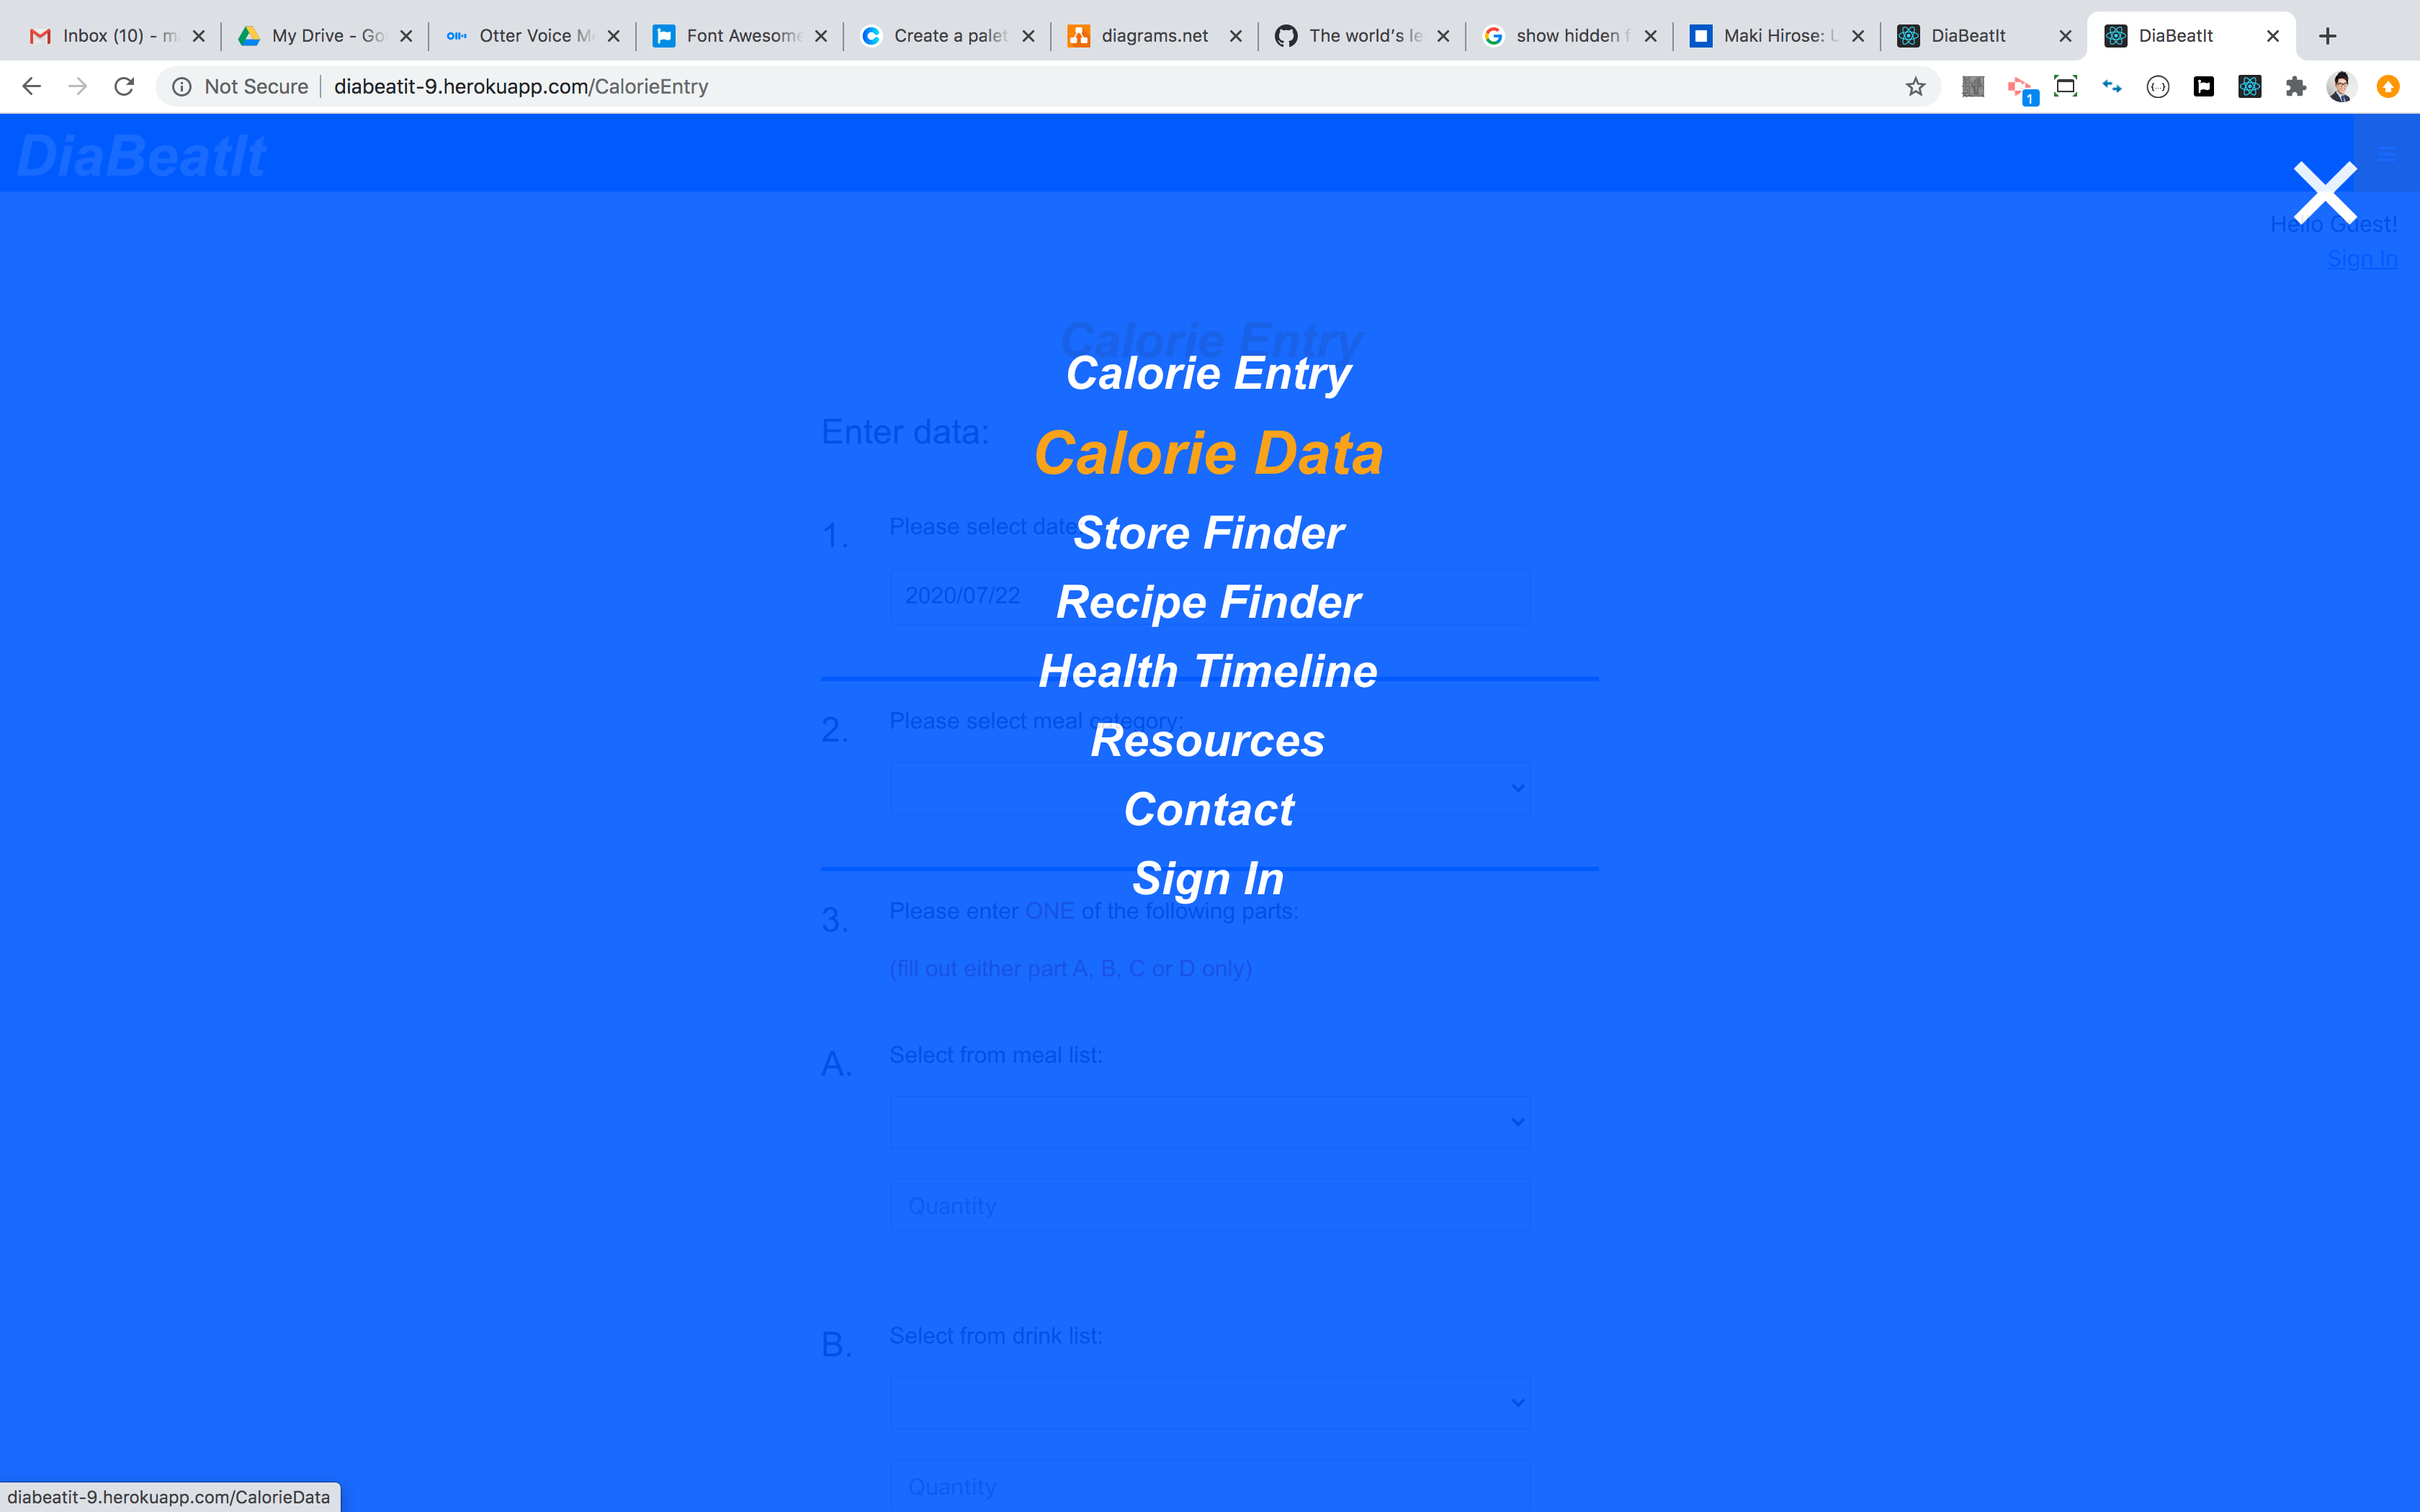 Inbox (10) - m
My Drive - Go
Otter Voice M
Font Awesome
Create a palet
diagrams.net
The world's le
show hidden f
Maki Hirose: U
DiaBeatIt
DiaBeatIt
Not Secure
diabeatit-9.herokuapp.com/CalorieEntry
1
DiaBeatIt
Hello Guest!
Sign In
Calorie Entry
Calorie Entry
Enter data:
Calorie Data
1. Please select date
Store Finder
2020/07/22
Recipe Finder
Health Timeline
2. Please select meal category:
Resources
Contact
Sign In
3. Please enter ONE of the following parts:
(fill out either part A, B, C or D only)
A. Select from meal list:
Quantity
B. Select from drink list:
Quantity
diabeatit-9.herokuapp.com/CalorieData